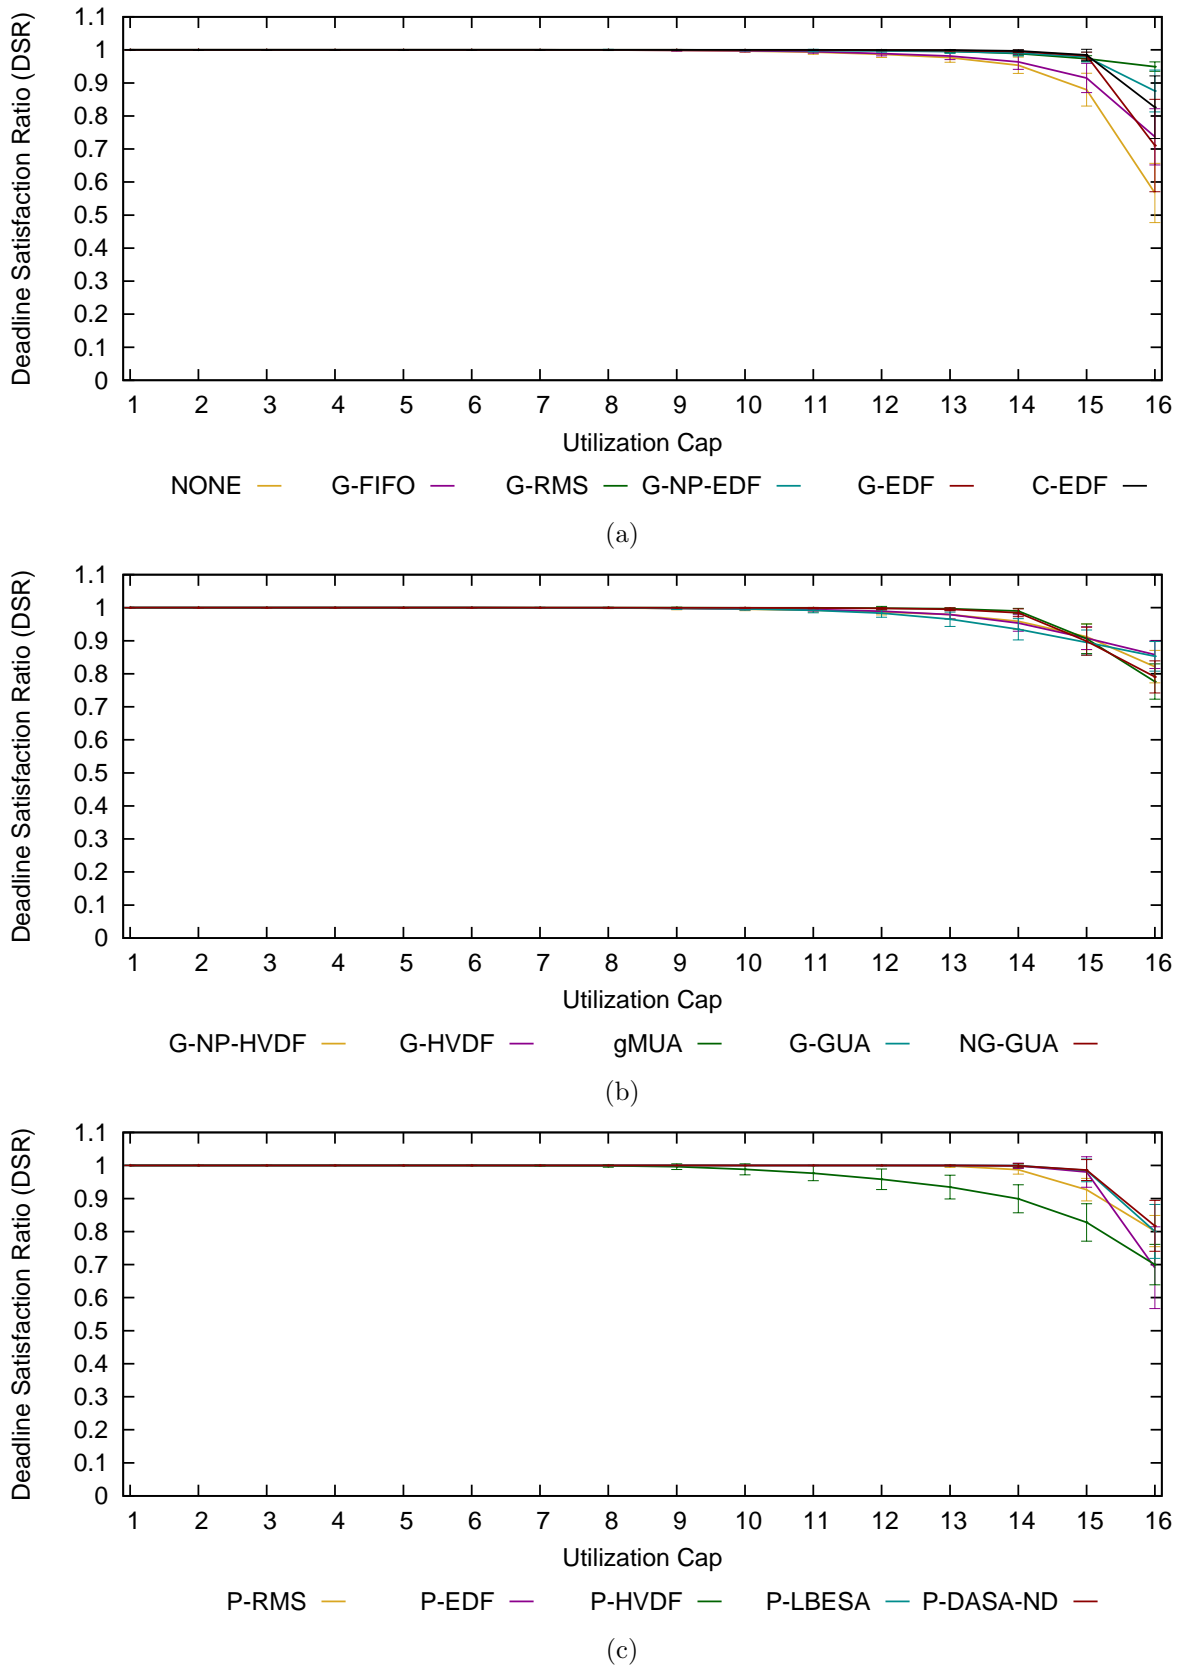 Deadline Satisfaction Ratio (DSR)
1.1
1
0.9
0.8
0.7
0.6
0.5
0.4
0.3
0.2
0.1
0
1 2 3 4 5 6 7 8 9 10 11 12 13 14 15 16
Utilization Cap
NONE G-FIFO G-RMS G-NP-EDF G-EDF C-EDF
(a)
Deadline Satisfaction Ratio (DSR)
1.1
1
0.9
0.8
0.7
0.6
0.5
0.4
0.3
0.2
0.1
0
1 2 3 4 5 6 7 8 9 10 11 12 13 14 15 16
Utilization Cap
G-NP-HVDF G-HVDF gMUA G-GUA NG-GUA
(b)
Deadline Satisfaction Ratio (DSR)
1.1
1
0.9
0.8
0.7
0.6
0.5
0.4
0.3
0.2
0.1
0
1 2 3 4 5 6 7 8 9 10 11 12 13 14 15 16
Utilization Cap
P-RMS P-EDF P-HVDF P-LBESA P-DASA-ND
(c)